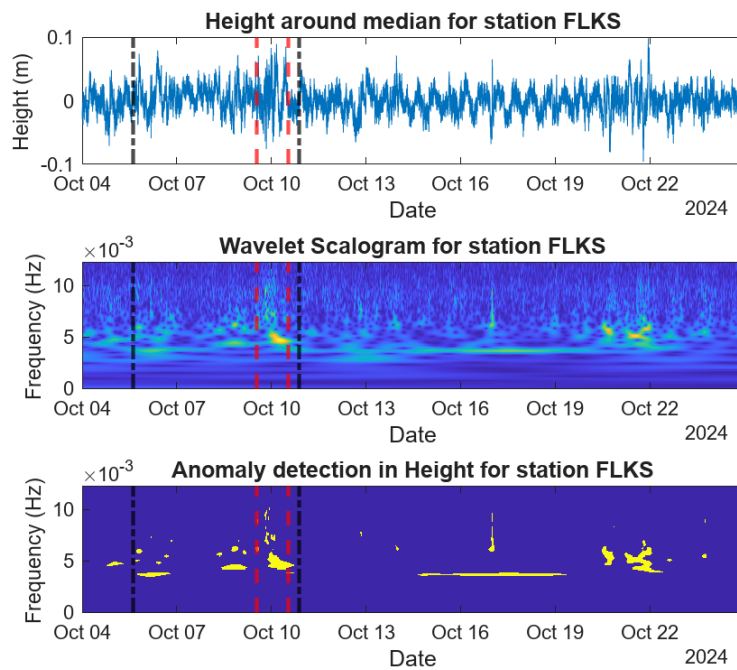 Height around median for station FLKS
Height (m)
0.1
0
-0.1
Oct 04 Oct 07 Oct 10 Oct 13 Oct 16 Oct 19 Oct 22
Date
2024
Wavelet Scalogram for station FLKS
×10⁻³
Frequency (Hz)
10
5
0
Oct 04 Oct 07 Oct 10 Oct 13 Oct 16 Oct 19 Oct 22
Date
2024
Anomaly detection in Height for station FLKS
×10⁻³
Frequency (Hz)
10
5
0
Oct 04 Oct 07 Oct 10 Oct 13 Oct 16 Oct 19 Oct 22
Date
2024